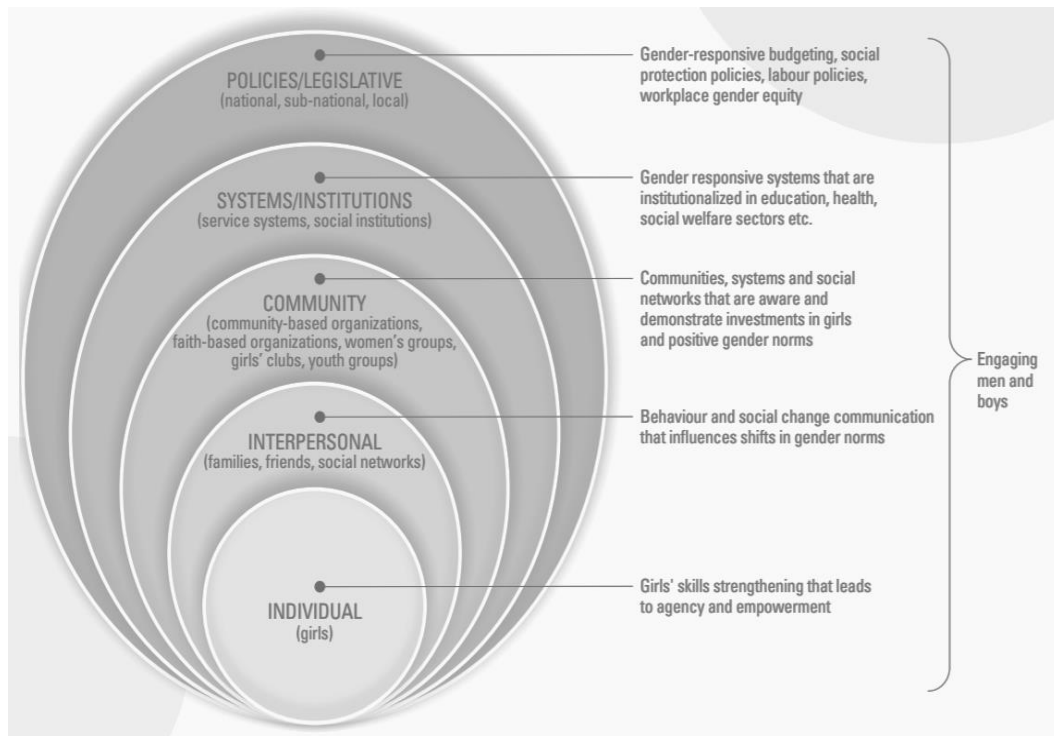 POLICIES/LEGISLATIVE
(national, sub-national, local)
Gender-responsive budgeting, social
protection policies, labour policies,
workplace gender equity
SYSTEMS/INSTITUTIONS
(service systems, social institutions)
Gender responsive systems that are
institutionalized in education, health,
social welfare sectors etc.
COMMUNITY
(community-based organizations,
faith-based organizations, women's groups,
girls' clubs, youth groups)
Communities, systems and social
networks that are aware and
demonstrate investments in girls
and positive gender norms
INTERPERSONAL
(families, friends, social networks)
Behaviour and social change communication
that influences shifts in gender norms
INDIVIDUAL
(girls)
Girls' skills strengthening that leads
to agency and empowerment
Engaging
men and
boys